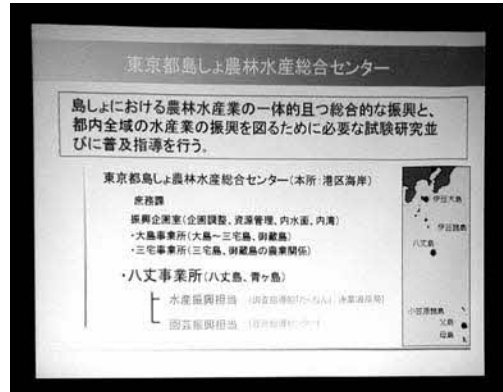 東京都島しょ農林水産総合センター
島しょにおける農林水産業の一体的且つ総合的な振興と、
都内全域の水産業の振興を図るために必要な試験研究並
びに普及指導を行う。
東京都島しょ農林水産総合センター(本所:港区海岸)
庶務課
振興企画室(企画調整、資源管理、内水面、内湾)
・大島事業所(大島~三宅島、御蔵島)
・三宅事業所(三宅島、御蔵島の農業関係)
・八丈事業所(八丈島、青ヶ島)
水産振興担当
園芸振興担当
伊豆大島
伊豆諸島
八丈島
小笠原諸島
父島
母島